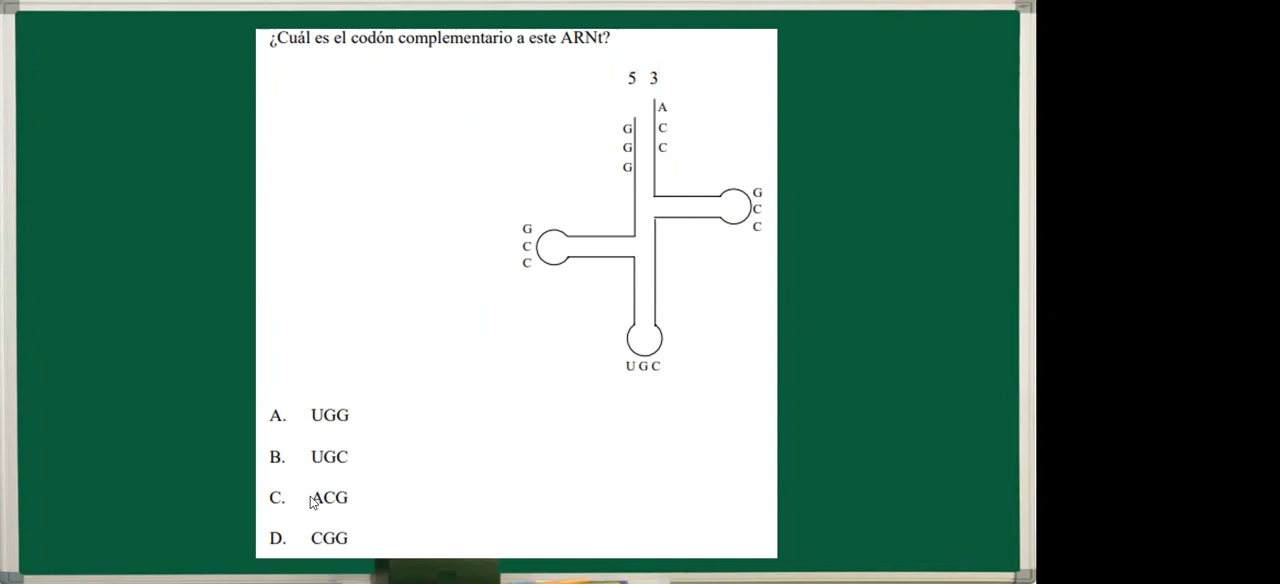 ¿Cuál es el codón complementario a este ARNt?
5 3
A
G C
G C
G
G
C
C
G
C
C
UGC
A. UGG
B. UGC
C. ACG
D. CGG